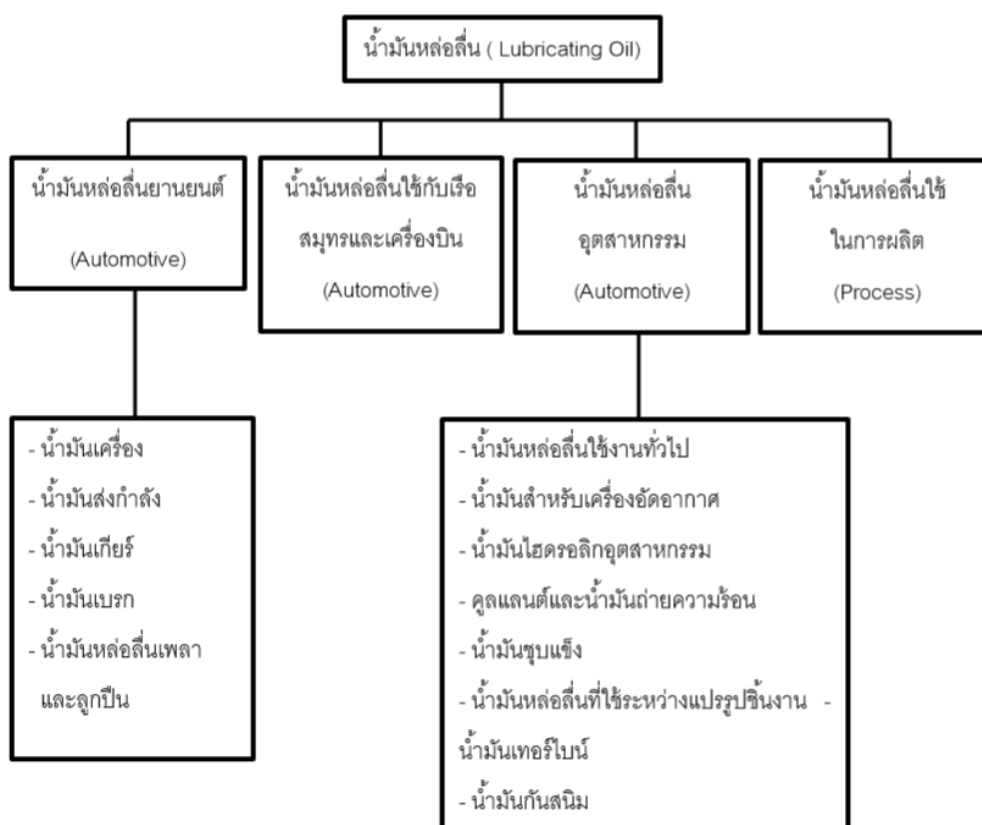 น้ำมันหล่อลื่น ( Lubricating Oil)
น้ำมันหล่อลื่นยานยนต์
(Automotive)
น้ำมันหล่อลื่นใช้กับเรือ
สมุทรและเครื่องบิน
(Automotive)
น้ำมันหล่อลื่น
อุตสาหกรรม
(Automotive)
น้ำมันหล่อลื่นใช้
ในการผลิต
(Process)
- น้ำมันเครื่อง
- น้ำมันส่งกำลัง
- น้ำมันเกียร์
- น้ำมันเบรก
- น้ำมันหล่อลื่นเพลา
และลูกปืน
- น้ำมันหล่อลื่นใช้งานทั่วไป
- น้ำมันสำหรับเครื่องอัดอากาศ
- น้ำมันไฮดรอลิกอุตสาหกรรม
- คูลแลนต์และน้ำมันถ่ายความร้อน
- น้ำมันชุบแข็ง
- น้ำมันหล่อลื่นที่ใช้ระหว่างแปรรูปชิ้นงาน -
น้ำมันเทอร์ไบน์
- น้ำมันกันสนิม